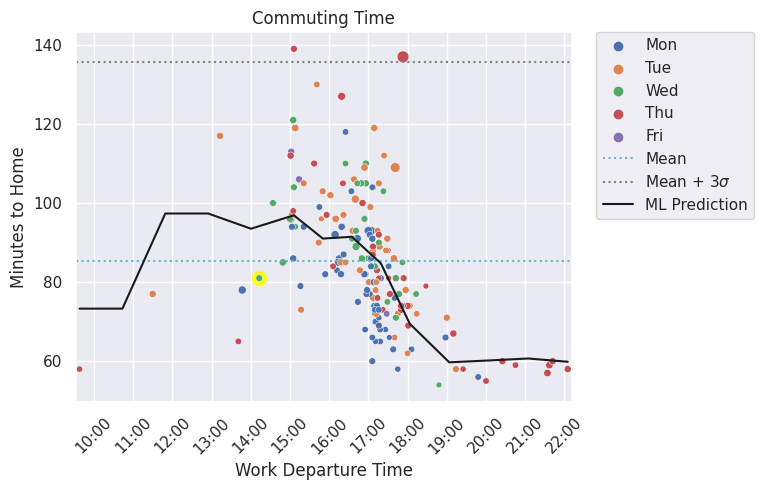 Commuting Time
Minutes to Home
140
120
100
80
60
10:00
11:00
12:00
13:00
14:00
15:00
16:00
17:00
18:00
19:00
20:00
21:00
22:00
Work Departure Time
Mon
Tue
Wed
Thu
Fri
Mean
Mean + 3σ
ML Prediction